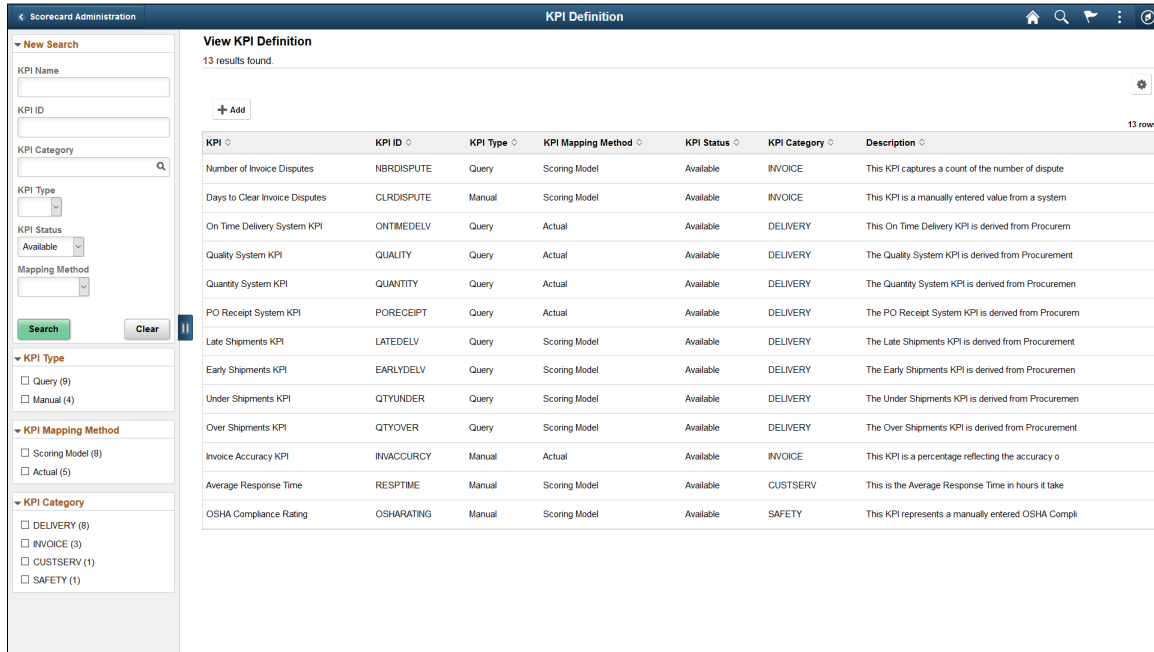 Scorecard Administration
KPI Definition
New Search
KPI Name
KPI ID
KPI Category
KPI Type
KPI Status
Available
Mapping Method
Search Clear
KPI Type
Query (9)
Manual (4)
KPI Mapping Method
Scoring Model (8)
Actual (5)
KPI Category
DELIVERY (8)
INVOICE (3)
CUSTSERV (1)
SAFETY (1)
View KPI Definition
13 results found.
Add
13 rows
KPI KPI ID KPI Type KPI Mapping Method KPI Status KPI Category Description
Number of Invoice Disputes NBRDISPUTE Query Scoring Model Available INVOICE This KPI captures a count of the number of dispute
Days to Clear Invoice Disputes CLRDISPUTE Manual Scoring Model Available INVOICE This KPI is a manually entered value from a system
On Time Delivery System KPI ONTIMEDELV Query Actual Available DELIVERY This On Time Delivery KPI is derived from Procurem
Quality System KPI QUALITY Query Actual Available DELIVERY The Quality System KPI is derived from Procurement
Quantity System KPI QUANTITY Query Actual Available DELIVERY The Quantity System KPI is derived from Procuremen
PO Receipt System KPI PORECEIPT Query Actual Available DELIVERY The PO Receipt System KPI is derived from Procurem
Late Shipments KPI LATEDELV Query Scoring Model Available DELIVERY The Late Shipments KPI is derived from Procurement
Early Shipments KPI EARLYDELV Query Scoring Model Available DELIVERY The Early Shipments KPI is derived from Procuremen
Under Shipments KPI QTYUNDER Query Scoring Model Available DELIVERY The Under Shipments KPI is derived from Procuremen
Over Shipments KPI QTYOVER Query Scoring Model Available DELIVERY The Over Shipments KPI is derived from Procurement
Invoice Accuracy KPI INVACCURCY Manual Actual Available INVOICE This KPI is a percentage reflecting the accuracy o
Average Response Time RESPTIME Manual Scoring Model Available CUSTSERV This is the Average Response Time in hours it take
OSHA Compliance Rating OSHARATING Manual Scoring Model Available SAFETY This KPI represents a manually entered OSHA Compli